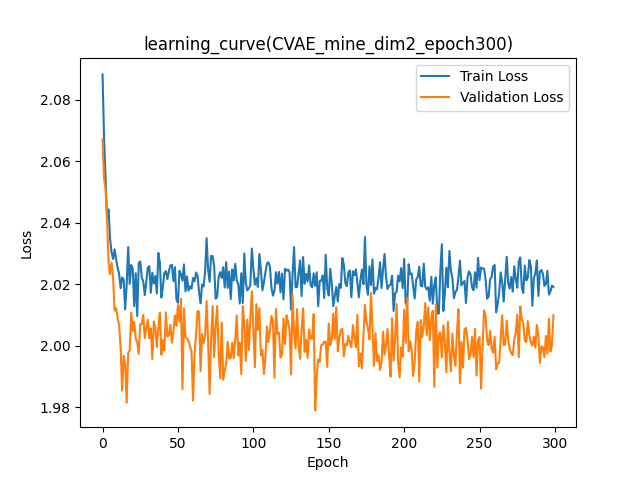 learning_curve(CVAE_mine_dim2_epoch300)
Train Loss
Validation Loss
2.08
2.06
2.04
2.02
2.00
1.98
Loss
0
50
100
150
200
250
300
Epoch